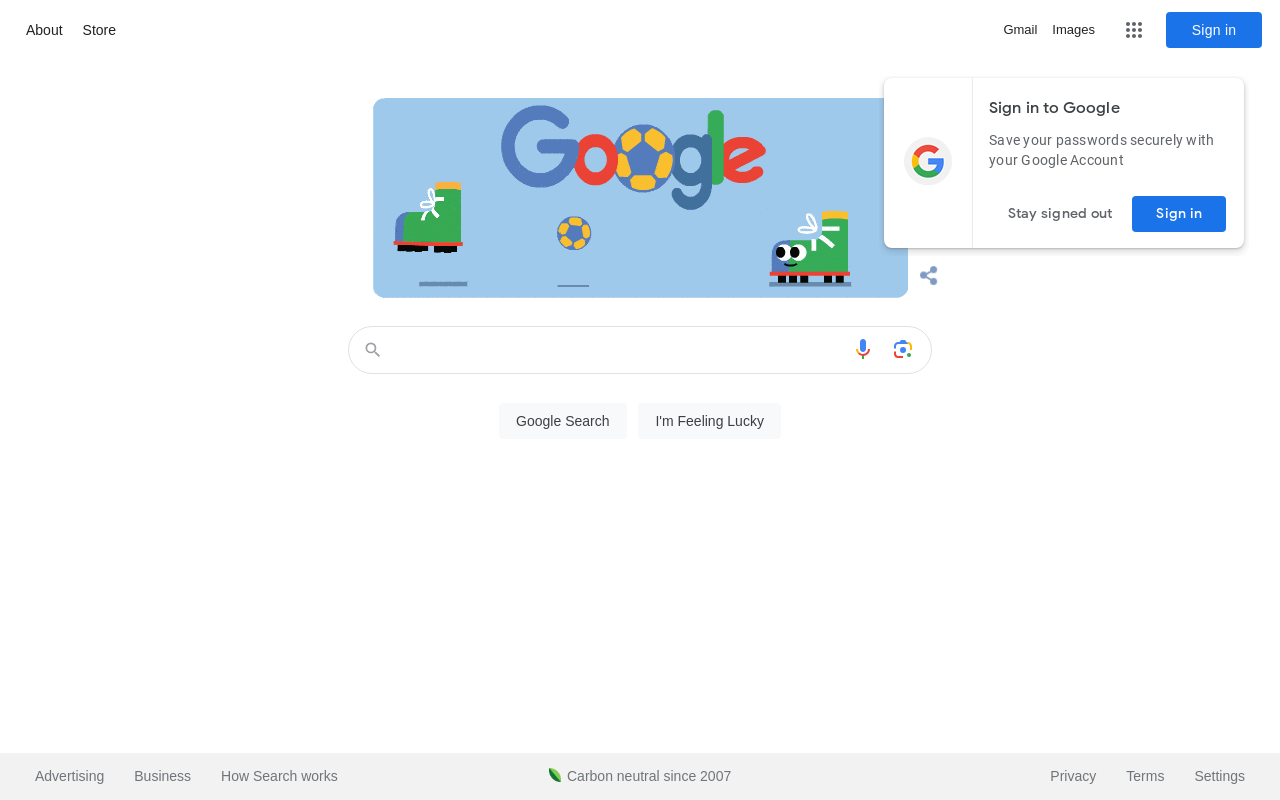 About Store
Gmail Images
Sign in
Google
Sign in to Google
Save your passwords securely with
your Google Account
Stay signed out
Sign in
Google Search
I'm Feeling Lucky
Advertising Business How Search works
Carbon neutral since 2007
Privacy Terms Settings